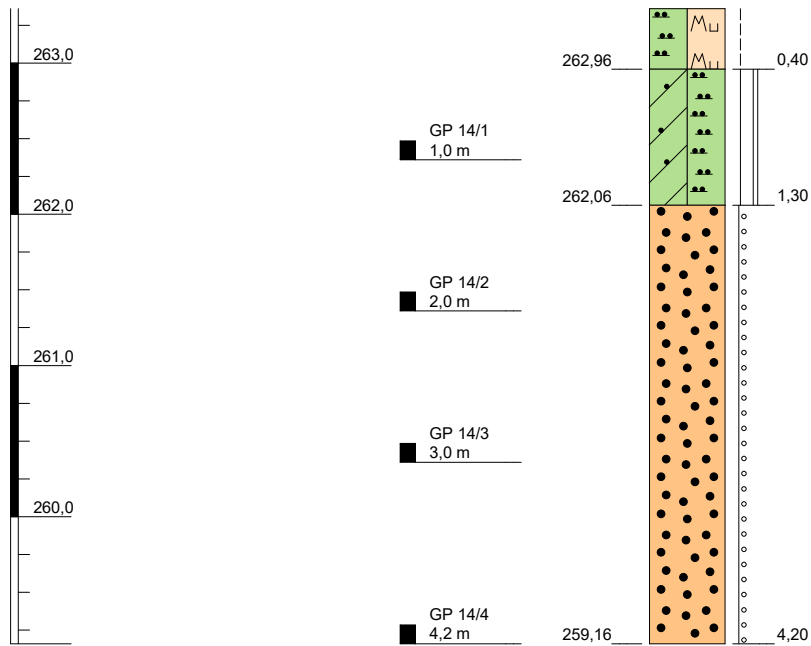 263,0
262,96
0,40
GP 14/1
1,0 m
262,0
262,06
1,30
GP 14/2
2,0 m
261,0
GP 14/3
3,0 m
260,0
GP 14/4
4,2 m
259,16
4,20